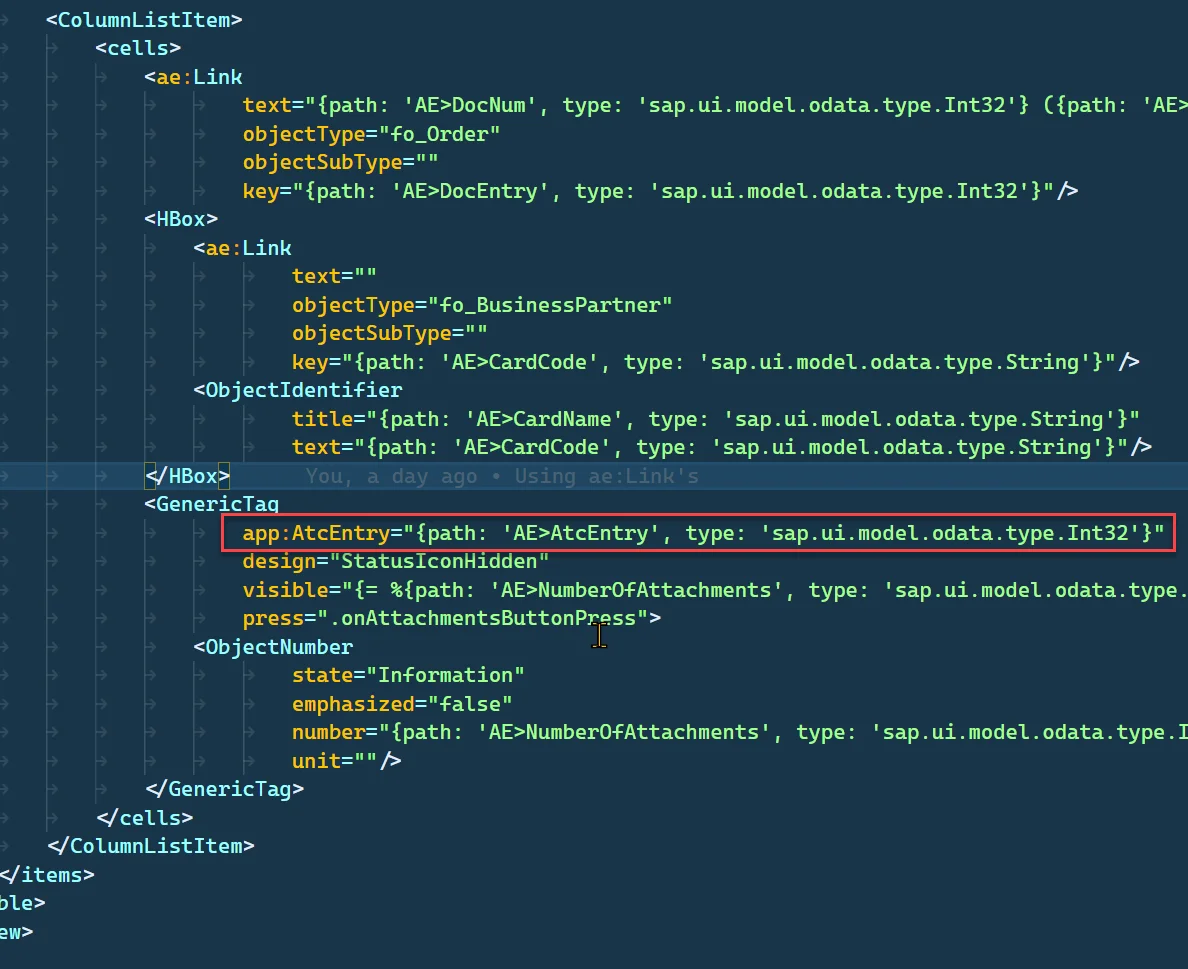 <ColumnListItem>
<cells>
<ae:Link
text="{path: 'AE>DocNum', type: 'sap.ui.model.odata.type.Int32'} ({path: 'AE>
objectType="fo_Order"
objectSubType=""
key="{path: 'AE>DocEntry', type: 'sap.ui.model.odata.type.Int32'}"/>
<HBox>
<ae:Link
text=""
objectType="fo_BusinessPartner"
objectSubType=""
key="{path: 'AE>CardCode', type: 'sap.ui.model.odata.type.String'}"/>
<ObjectIdentifier
title="{path: 'AE>CardName', type: 'sap.ui.model.odata.type.String'}"
text="{path: 'AE>CardCode', type: 'sap.ui.model.odata.type.String'}"/>
</HBox> You, a day ago • Using ae:Link's
<GenericTag
app:AtcEntry="{path: 'AE>AtcEntry', type: 'sap.ui.model.odata.type.Int32'}"
design="StatusIconHidden"
visible="{= %{path: 'AE>NumberOfAttachments', type: 'sap.ui.model.odata.type.
press=".onAttachmentsButtonPress">
<ObjectNumber
state="Information"
emphasized="false"
number="{path: 'AE>NumberOfAttachments', type: 'sap.ui.model.odata.type.I
unit=""/>
</GenericTag>
</cells>
</ColumnListItem>
</items>
ble>
ew>